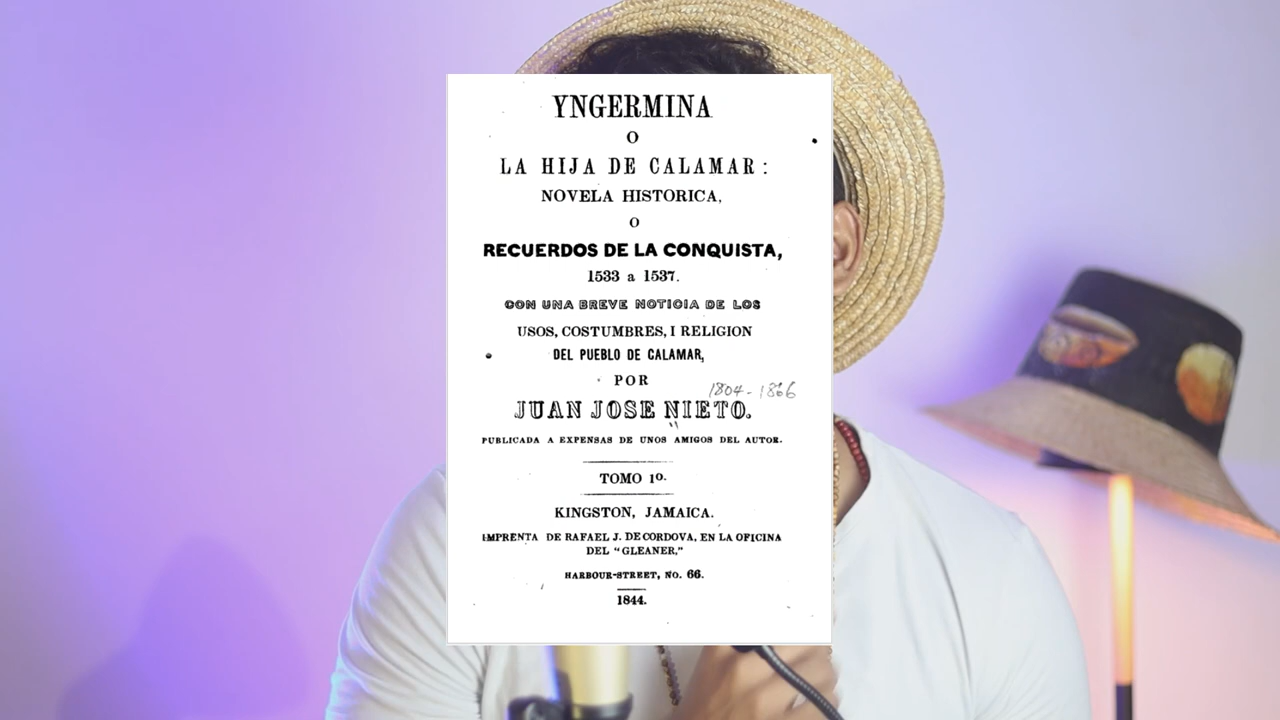 YNGERMINA
O
LA HIJA DE CALAMAR:
NOVELA HISTORICA,
O
RECUERDOS DE LA CONQUISTA,
1533 a 1537.
CON UNA BREVE NOTICIA DE LOS
USOS, COSTUMBRES, I RELIGION
DEL PUEBLO DE CALAMAR,
POR
1804-1866
JUAN JOSE NIETO.
PUBLICADA A EXPENSAS DE UNOS AMIGOS DEL AUTOR.
TOMO 1o.
KINGSTON, JAMAICA.
IMPRENTA DE RAFAEL J. DE CORDOVA, EN LA OFICINA
DEL "GLEANER,"
HARBOUR-STREET, NO. 66.
1844.